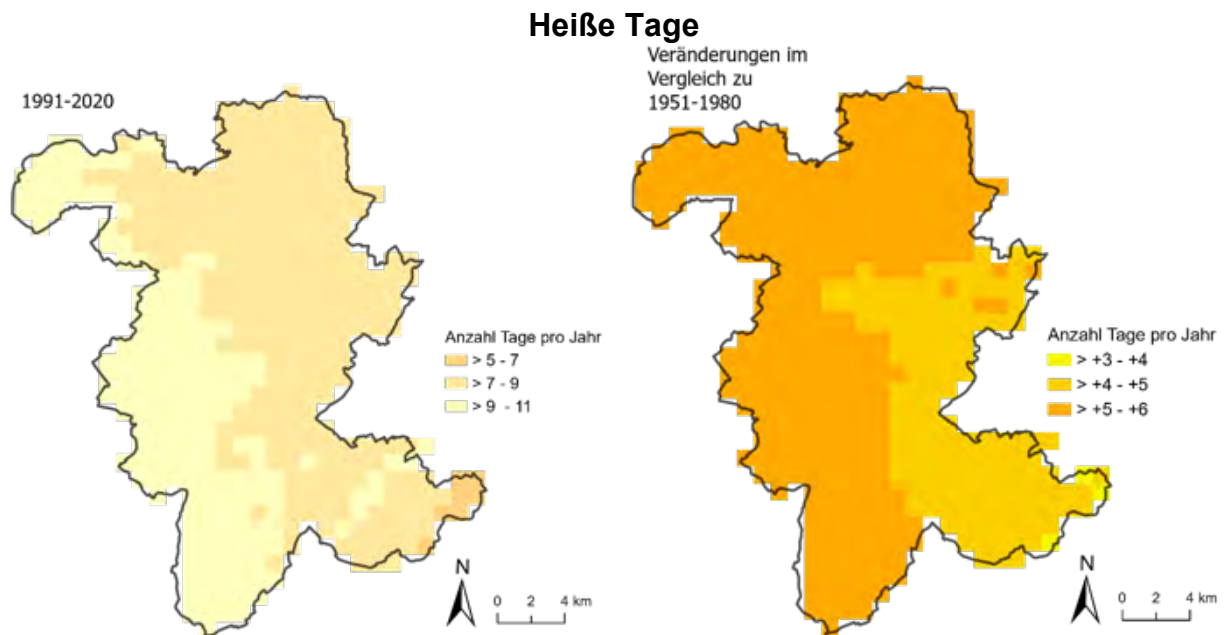 Heiße Tage
1991-2020
Anzahl Tage pro Jahr
> 5 - 7
> 7 - 9
> 9 - 11
N
0 2 4 km
Veränderungen im
Vergleich zu
1951-1980
Anzahl Tage pro Jahr
> +3 - +4
> +4 - +5
> +5 - +6
N
0 2 4 km